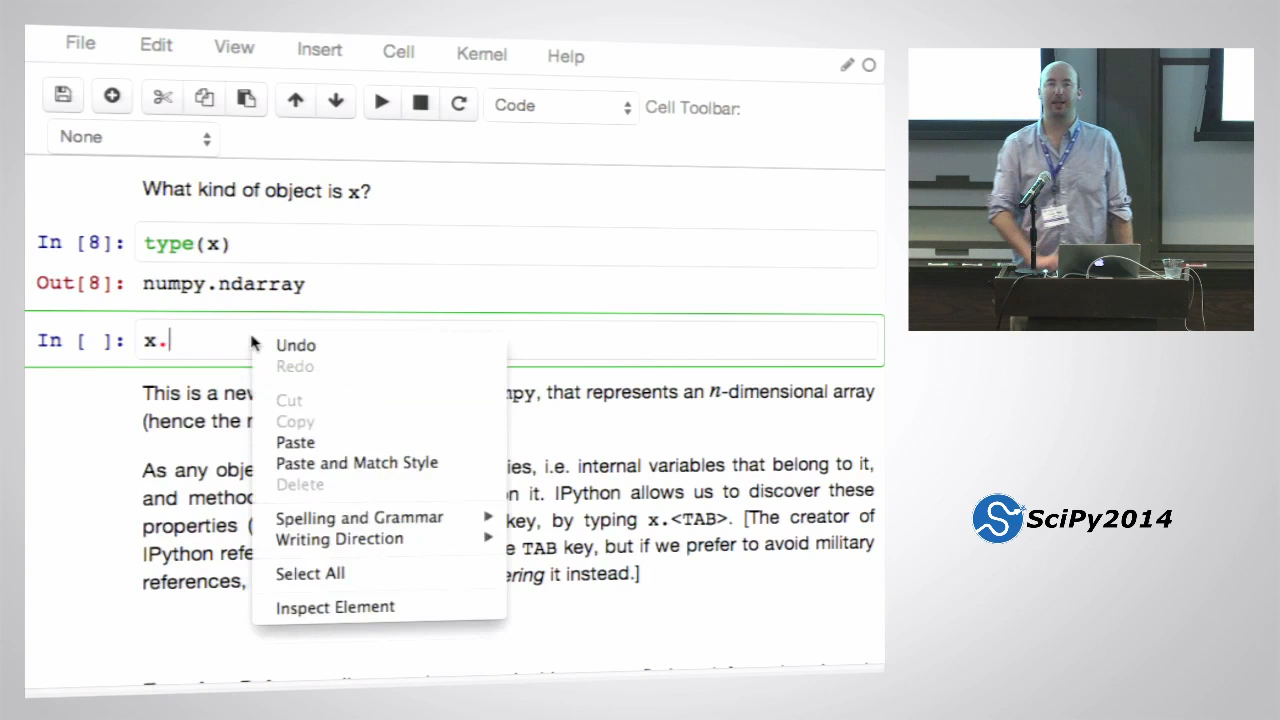 File Edit View Insert Cell Kernel Help
Code Cell Toolbar:
None
What kind of object is x?
In [8]: type(x)
Out[8]: numpy.ndarray
In [ ]: x.
Undo
Redo
Cut
Copy
Paste
Paste and Match Style
Delete
Spelling and Grammar
Writing Direction
Select All
Inspect Element
This is a new mpy, that represents an n-dimensional array
(hence the
As any obje ies, i.e. internal variables that belong to it,
and method n it. IPython allows us to discover these
properties ( key, by typing x.<TAB>. [The creator of
IPython refe e TAB key, but if we prefer to avoid military
references, ering it instead.]
SciPy2014